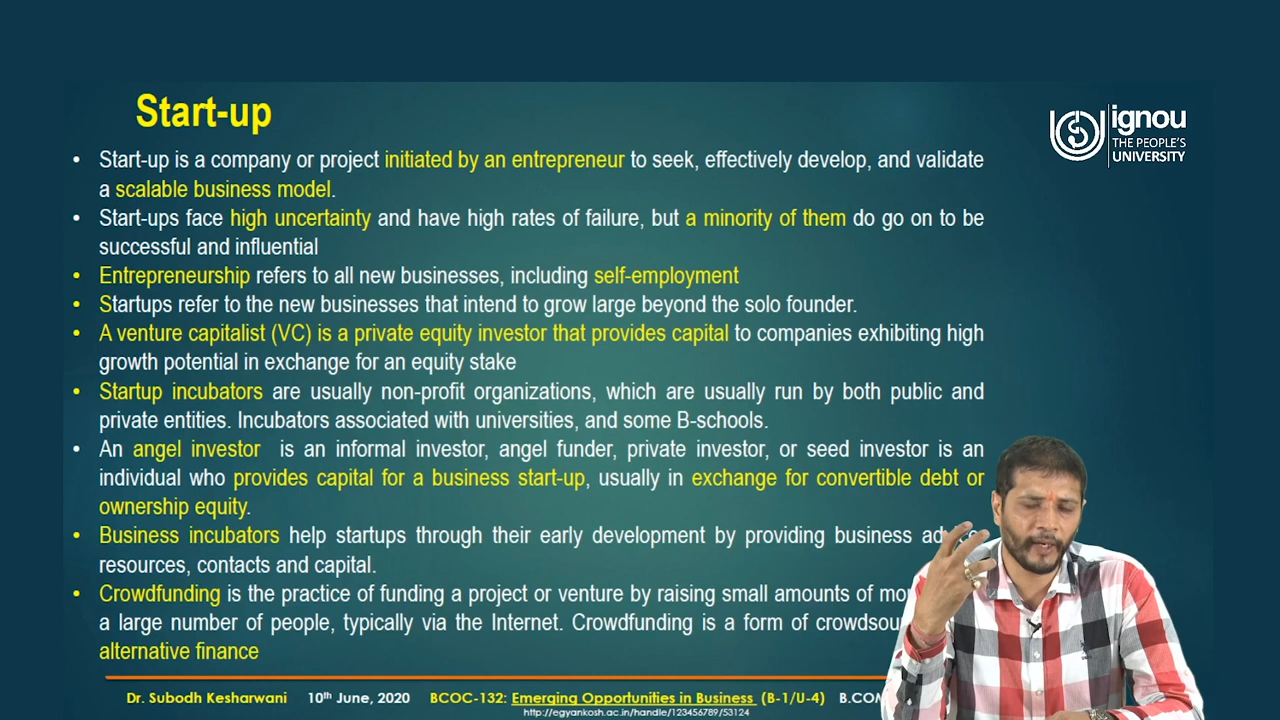 Start-up
ignou
THE PEOPLE'S
UNIVERSITY
• Start-up is a company or project initiated by an entrepreneur to seek, effectively develop, and validate
a scalable business model.
• Start-ups face high uncertainty and have high rates of failure, but a minority of them do go on to be
successful and influential
• Entrepreneurship refers to all new businesses, including self-employment
• Startups refer to the new businesses that intend to grow large beyond the solo founder.
• A venture capitalist (VC) is a private equity investor that provides capital to companies exhibiting high
growth potential in exchange for an equity stake
• Startup incubators are usually non-profit organizations, which are usually run by both public and
private entities. Incubators associated with universities, and some B-schools.
• An angel investor is an informal investor, angel funder, private investor, or seed investor is an
individual who provides capital for a business start-up, usually in exchange for convertible debt or
ownership equity.
• Business incubators help startups through their early development by providing business
resources, contacts and capital.
• Crowdfunding is the practice of funding a project or venture by raising small amounts of
a large number of people, typically via the Internet. Crowdfunding is a form of
alternative finance
Dr. Subodh Kesharwani 10th June, 2020 BCOC-132: Emerging Opportunities in Business (B-1/U-4)
http://egyankosh.ac.in/handle/123456789/53124